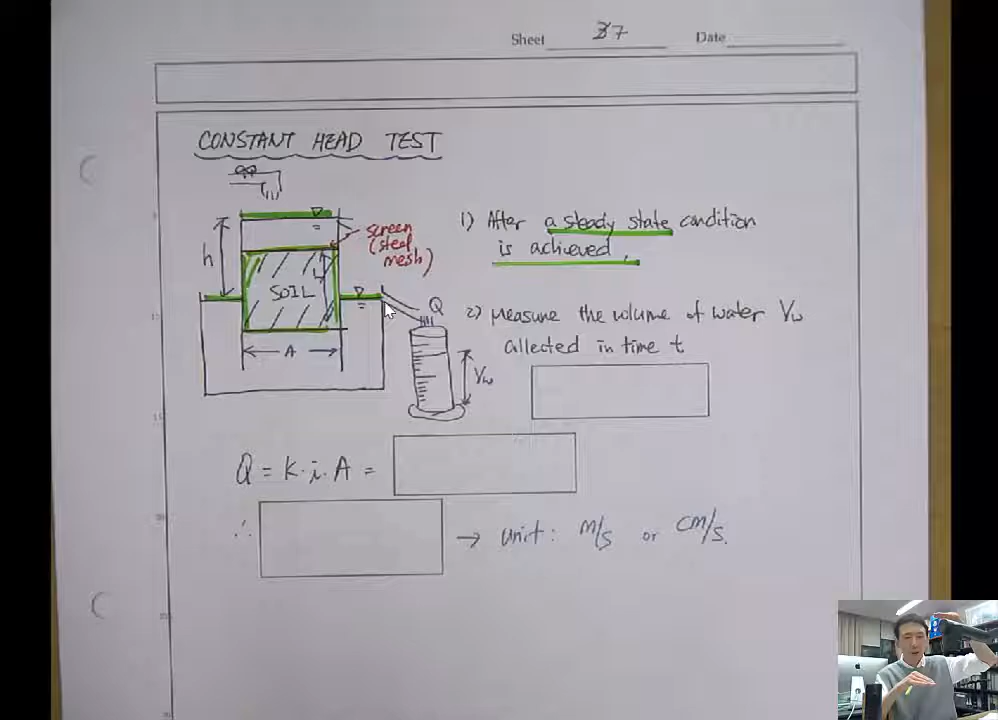 Sheet 37 Date
CONSTANT HEAD TEST
h
SOIL
L
A
screen
(steel
mesh)
Q
Vw
1) After a steady state condition
is achieved,
2) Measure the volume of water Vw
collected in time t
Q = k·i·A =
∴
→ unit: m/s or cm/s.